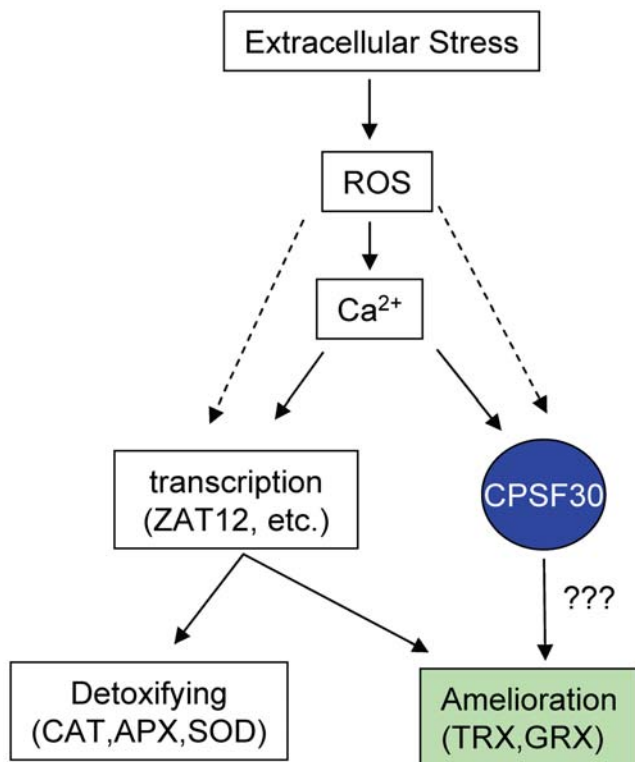 Extracellular Stress
ROS
Ca²⁺
transcription
(ZAT12, etc.)
CPSF30
???
Detoxifying
(CAT,APX,SOD)
Amelioration
(TRX,GRX)